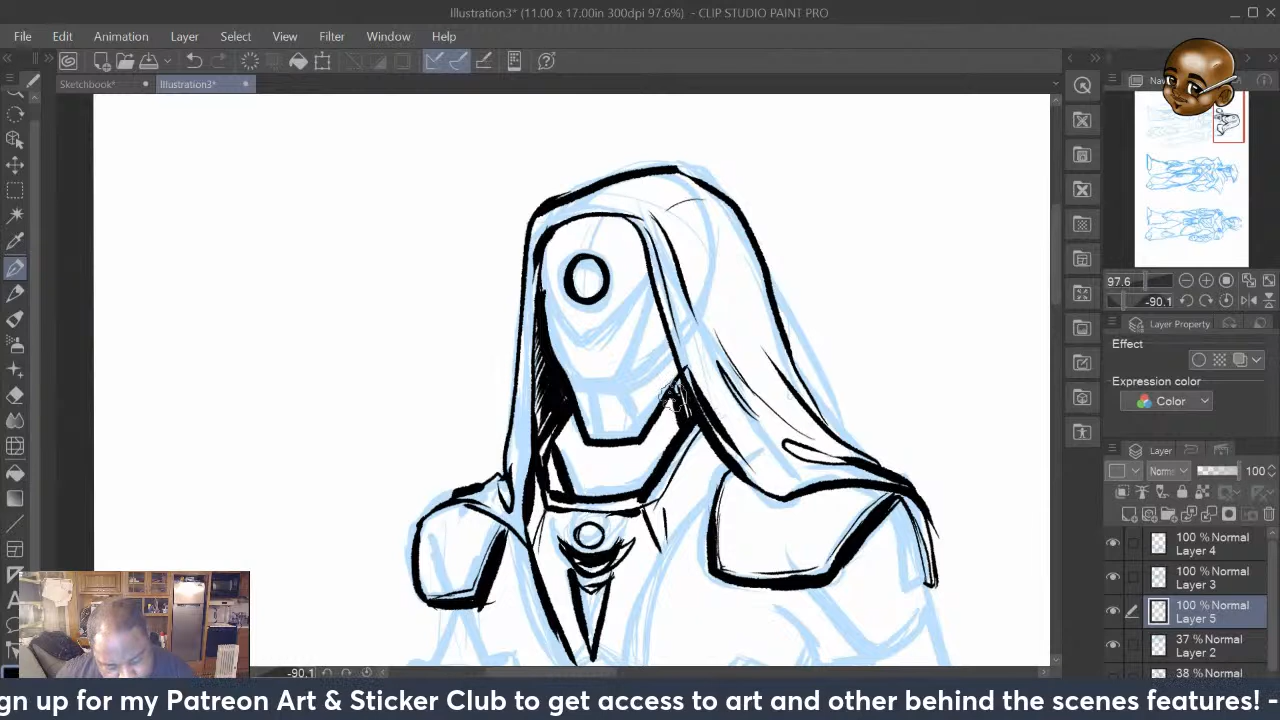 Illustration3* (11.00 x 17.00in 300dpi 97.6%) - CLIP STUDIO PAINT PRO
File Edit Animation Layer Select View Filter Window Help
Sketchbook* Illustration3*
97.6
-90.1
Layer Property
Effect
Expression color
Color
Layer
100
100 % Normal
Layer 4
100 % Normal
Layer 3
100 % Normal
Layer 5
37 % Normal
Layer 2
38 % Normal
-90.1
gn up for my Patreon Art & Sticker Club to get access to art and other behind the scenes features! -